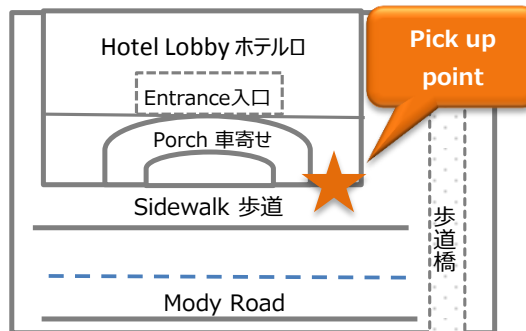 Hotel Lobby ホテルロ
Pick up
point
Entrance入口
Porch 車寄せ
Sidewalk 歩道
歩道橋
Mody Road